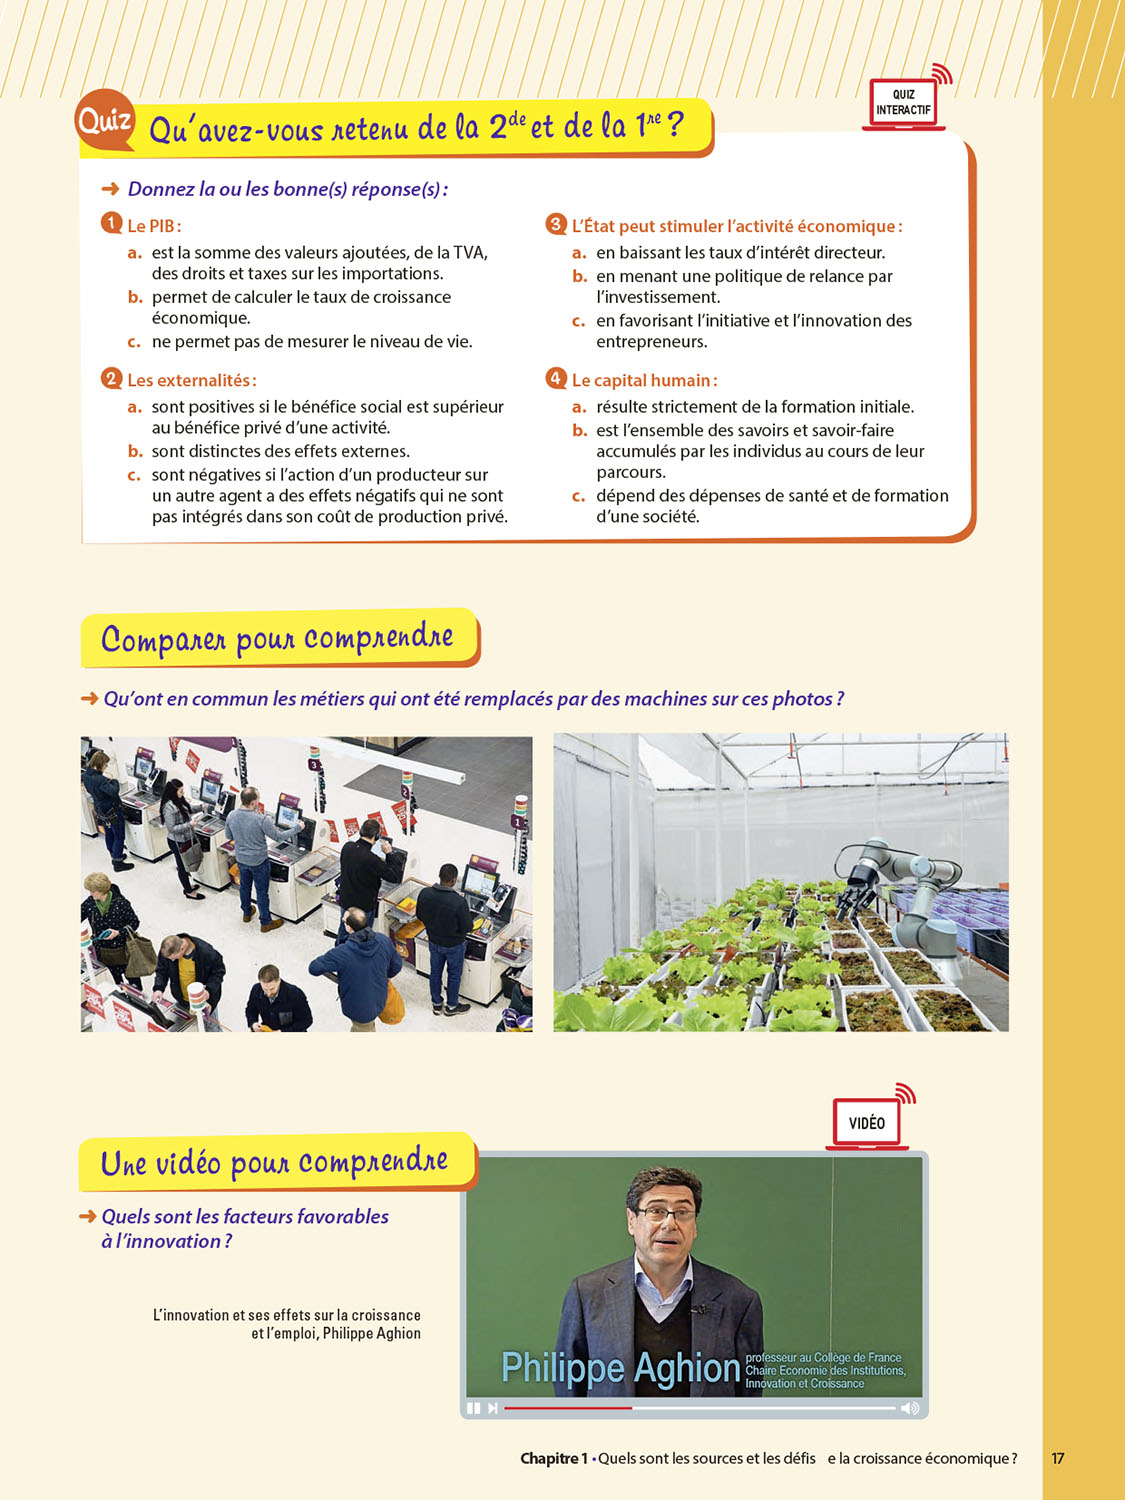 QUIZ
INTERACTIF
Quiz
Qu'avez-vous retenu de la 2de et de la 1re ?
➜ Donnez la ou les bonne(s) réponse(s) :
1 Le PIB :
a. est la somme des valeurs ajoutées, de la TVA,
des droits et taxes sur les importations.
b. permet de calculer le taux de croissance
économique.
c. ne permet pas de mesurer le niveau de vie.
2 Les externalités :
a. sont positives si le bénéfice social est supérieur
au bénéfice privé d'une activité.
b. sont distinctes des effets externes.
c. sont négatives si l'action d'un producteur sur
un autre agent a des effets négatifs qui ne sont
pas intégrés dans son coût de production privé.
3 L'État peut stimuler l'activité économique :
a. en baissant les taux d'intérêt directeur.
b. en menant une politique de relance par
l'investissement.
c. en favorisant l'initiative et l'innovation des
entrepreneurs.
4 Le capital humain :
a. résulte strictement de la formation initiale.
b. est l'ensemble des savoirs et savoir-faire
accumulés par les individus au cours de leur
parcours.
c. dépend des dépenses de santé et de formation
d'une société.
Comparer pour comprendre
➜ Qu'ont en commun les métiers qui ont été remplacés par des machines sur ces photos ?
3
2
1
VIDÉO
Une vidéo pour comprendre
➜ Quels sont les facteurs favorables
à l'innovation ?
L'innovation et ses effets sur la croissance
et l'emploi, Philippe Aghion
Philippe Aghion
professeur au Collège de France
Chaire Economie des Institutions,
Innovation et Croissance
Chapitre 1 • Quels sont les sources et les défis e la croissance économique ? 17